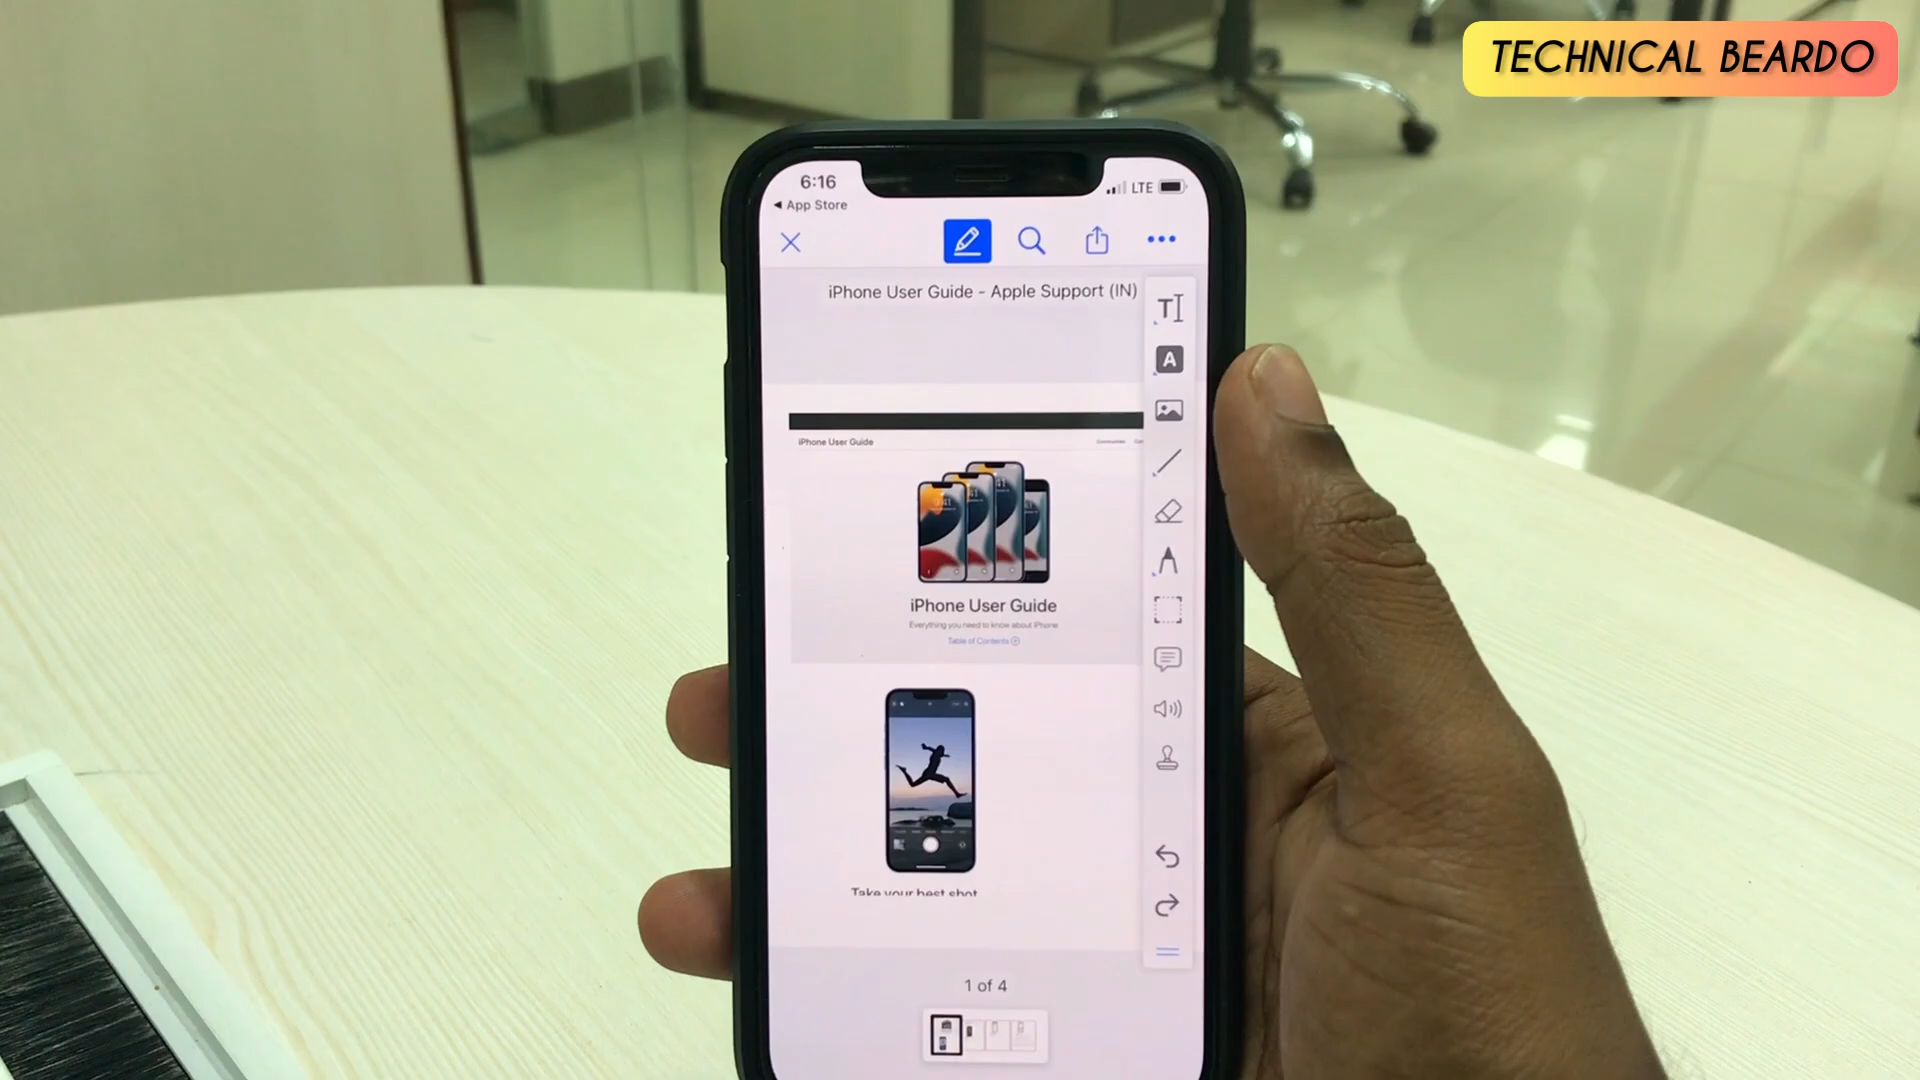 TECHNICAL BEARDO
6:16
LTE
◀ App Store
iPhone User Guide - Apple Support (IN)
T
A
iPhone User Guide
Communities
iPhone User Guide
Everything you need to know about iPhone
Table of Contents
Take your best shot
1 of 4